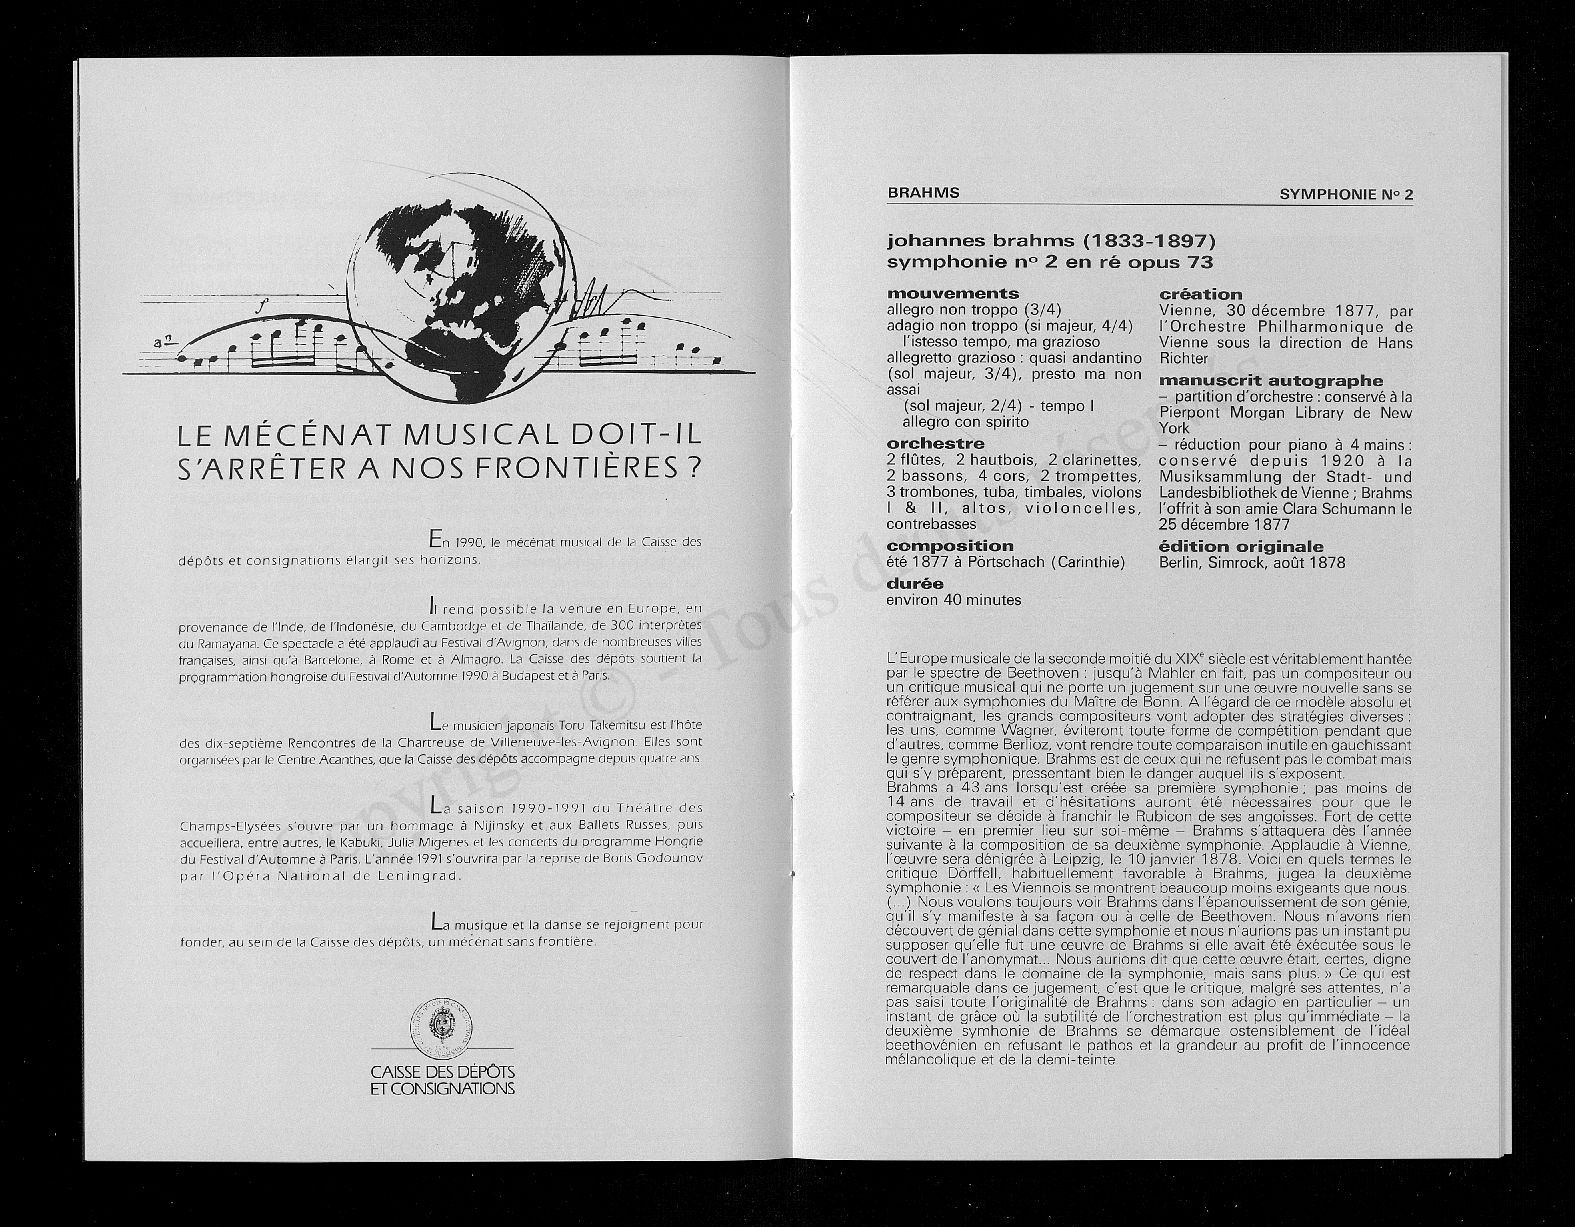 LE MÉCÉNAT MUSICAL DOIT-IL
S'ARRÊTER A NOS FRONTIÈRES ?
En 1990, le mécénat musical de la Caisse des
dépôts et consignations élargit ses horizons.
Il rend possible la venue en Europe, en
provenance de l'Inde, de l'Indonésie, du Cambodge et de Thaïlande, de 300 interprètes
du Ramayana. Ce spectacle a été applaudi au Festival d'Avignon, dans de nombreuses villes
françaises, ainsi qu'à Barcelone, à Rome et à Almagro. La Caisse des dépôts soutient la
programmation hongroise du Festival d'Automne 1990 à Budapest et à Paris.
Le musicien japonais Toru Takemitsu est l'hôte
des dix-septième Rencontres de la Chartreuse de Villeneuve-les-Avignon. Elles sont
organisées par le Centre Acanthes, que la Caisse des dépôts accompagne depuis quatre ans.
La saison 1990-1991 du Théâtre des
Champs-Elysées s'ouvre par un hommage à Nijinsky et aux Ballets Russes, puis
accueillera, entre autres, le Kabuki, Julia Migenes et les concerts du programme Hongrie
du Festival d'Automne à Paris. L'année 1991 s'ouvrira par la reprise de Boris Godounov
par l'Opéra National de Leningrad.
La musique et la danse se rejoignent pour
fonder, au sein de la Caisse des dépôts, un mécénat sans frontière.
CAISSE DES DÉPÔTS
ET CONSIGNATIONS
BRAHMS SYMPHONIE Nº 2
johannes brahms (1833-1897)
symphonie nº 2 en ré opus 73
mouvements
allegro non troppo (3/4)
adagio non troppo (si majeur, 4/4)
l'istesso tempo, ma grazioso
allegretto grazioso : quasi andantino
(sol majeur, 3/4), presto ma non
assai
(sol majeur, 2/4) - tempo I
allegro con spirito
orchestre
2 flûtes, 2 hautbois, 2 clarinettes,
2 bassons, 4 cors, 2 trompettes,
3 trombones, tuba, timbales, violons
I & II, altos, violoncelles,
contrebasses
composition
été 1877 à Pörtschach (Carinthie)
durée
environ 40 minutes
création
Vienne, 30 décembre 1877, par
l'Orchestre Philharmonique de
Vienne sous la direction de Hans
Richter
manuscrit autographe
– partition d'orchestre : conservé à la
Pierpont Morgan Library de New
York
– réduction pour piano à 4 mains :
conservé depuis 1920 à la
Musiksammlung der Stadt- und
Landesbibliothek de Vienne ; Brahms
l'offrit à son amie Clara Schumann le
25 décembre 1877
édition originale
Berlin, Simrock, août 1878
L'Europe musicale de la seconde moitié du XIXe siècle est véritablement hantée
par le spectre de Beethoven : jusqu'à Mahler en fait, pas un compositeur ou
un critique musical qui ne porte un jugement sur une œuvre nouvelle sans se
référer aux symphonies du Maître de Bonn. A l'égard de ce modèle absolu et
contraignant, les grands compositeurs vont adopter des stratégies diverses :
les uns, comme Wagner, éviteront toute forme de compétition pendant que
d'autres, comme Berlioz, vont rendre toute comparaison inutile en gauchissant
le genre symphonique. Brahms est de ceux qui ne refusent pas le combat mais
qui s'y préparent, pressentant bien le danger auquel ils s'exposent.
Brahms a 43 ans lorsqu'est créée sa première symphonie ; pas moins de
14 ans de travail et d'hésitations auront été nécessaires pour que le
compositeur se décide à franchir le Rubicon de ses angoisses. Fort de cette
victoire – en premier lieu sur soi-même – Brahms s'attaquera dès l'année
suivante à la composition de sa deuxième symphonie. Applaudie à Vienne,
l'œuvre sera dénigrée à Leipzig, le 10 janvier 1878. Voici en quels termes le
critique Dörffell, habituellement favorable à Brahms, jugea la deuxième
symphonie : « Les Viennois se montrent beaucoup moins exigeants que nous.
(...) Nous voulons toujours voir Brahms dans l'épanouissement de son génie,
qu'il s'y manifeste à sa façon ou à celle de Beethoven. Nous n'avons rien
découvert de génial dans cette symphonie et nous n'aurions pas un instant pu
supposer qu'elle fut une œuvre de Brahms si elle avait été éxécutée sous le
couvert de l'anonymat... Nous aurions dit que cette œuvre était, certes, digne
de respect dans le domaine de la symphonie, mais sans plus. » Ce qui est
remarquable dans ce jugement, c'est que le critique, malgré ses attentes, n'a
pas saisi toute l'originalité de Brahms : dans son adagio en particulier – un
instant de grâce où la subtilité de l'orchestration est plus qu'immédiate – la
deuxième symhonie de Brahms se démarque ostensiblement de l'idéal
beethovénien en refusant le pathos et la grandeur au profit de l'innocence
mélancolique et de la demi-teinte.
Copyright © _Tous droits réservés_